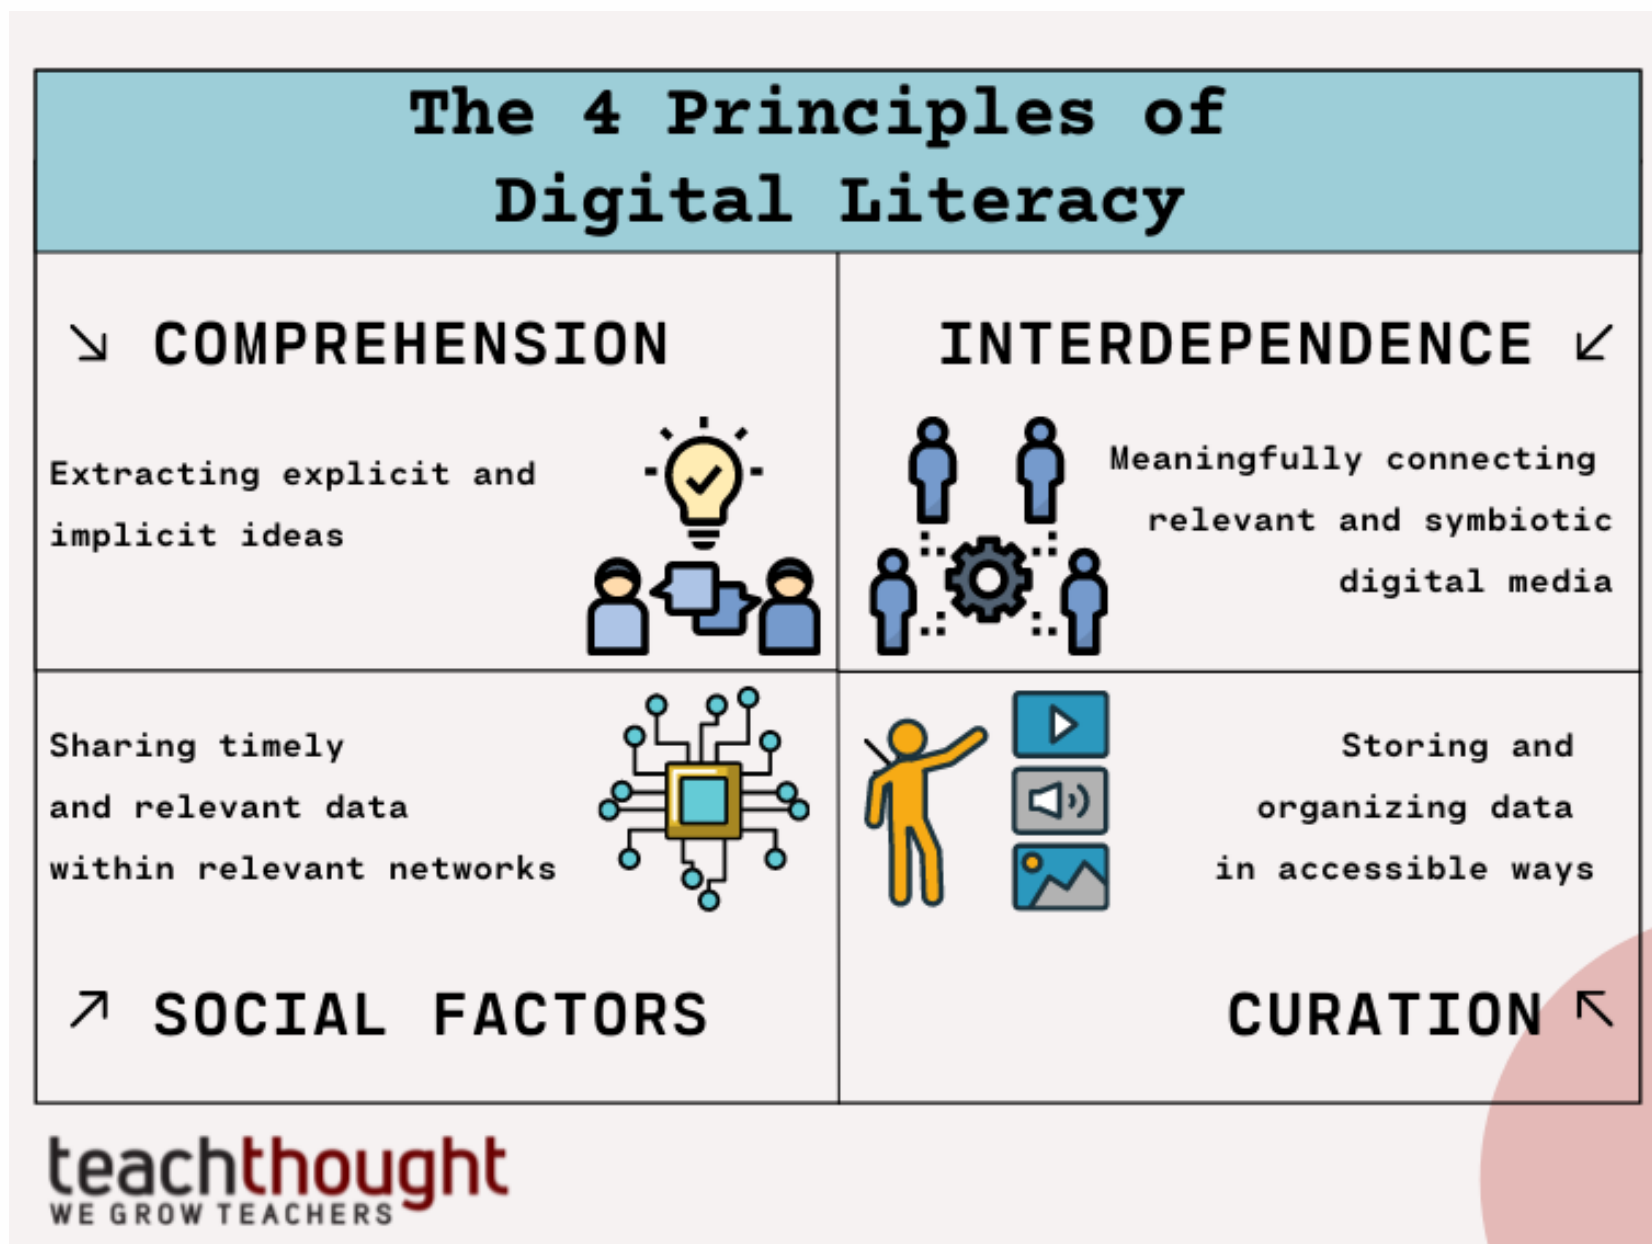 The 4 Principles of
Digital Literacy
COMPREHENSION
Extracting explicit and
implicit ideas
INTERDEPENDENCE
Meaningfully connecting
relevant and symbiotic
digital media
Sharing timely
and relevant data
within relevant networks
SOCIAL FACTORS
Storing and
organizing data
in accessible ways
CURATION
teachthought
WE GROW TEACHERS